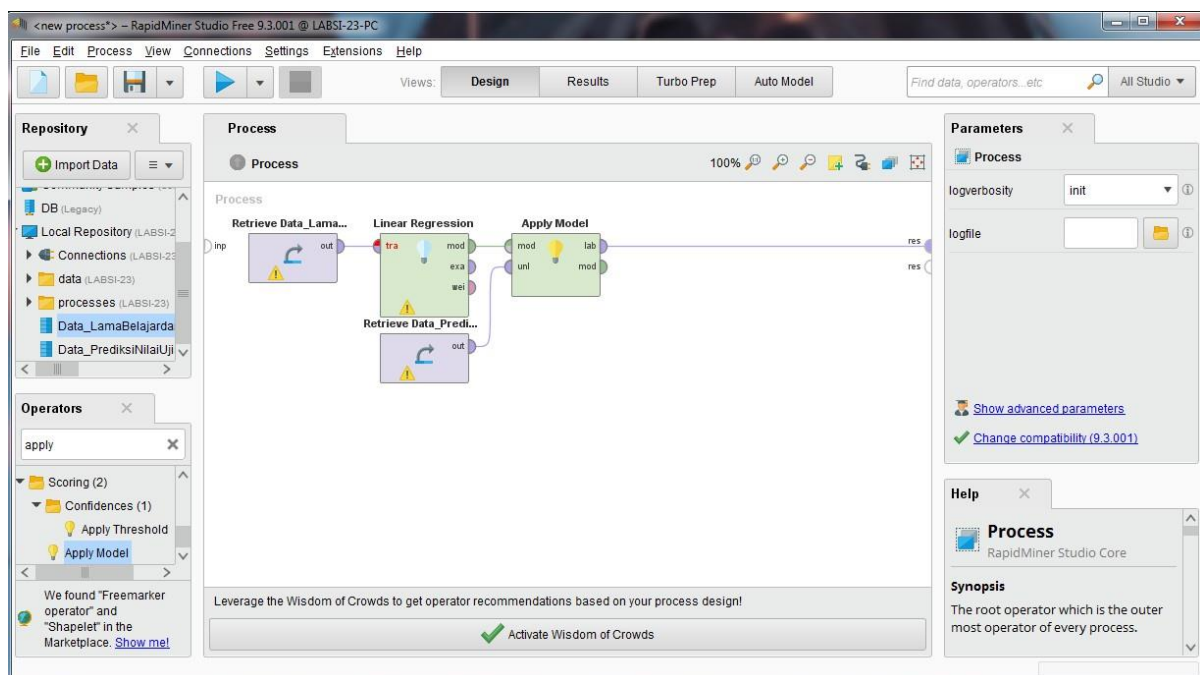 <new process*> – RapidMiner Studio Free 9.3.001 @ LABSI-23-PC
File Edit Process View Connections Settings Extensions Help
Views: Design Results Turbo Prep Auto Model
Find data, operators...etc
All Studio
Repository
Import Data
DB (Legacy)
Local Repository (LABSI-2
Connections (LABSI-23
data (LABSI-23)
processes (LABSI-23)
Data_LamaBelajarda
Data_PrediksiNilaiUji
Operators
apply
Scoring (2)
Confidences (1)
Apply Threshold
Apply Model
We found "Freemarker
operator" and
"Shapelet" in the
Marketplace. Show me!
Process
Process
100%
Process
Retrieve Data_Lama...
Linear Regression
Apply Model
inp
out
tra
mod
exa
wei
mod
lab
unl
mod
res
res
Retrieve Data_Predi...
out
Leverage the Wisdom of Crowds to get operator recommendations based on your process design!
Activate Wisdom of Crowds
Parameters
Process
logverbosity
init
logfile
Show advanced parameters
Change compatibility (9.3.001)
Help
Process
RapidMiner Studio Core
Synopsis
The root operator which is the outer
most operator of every process.